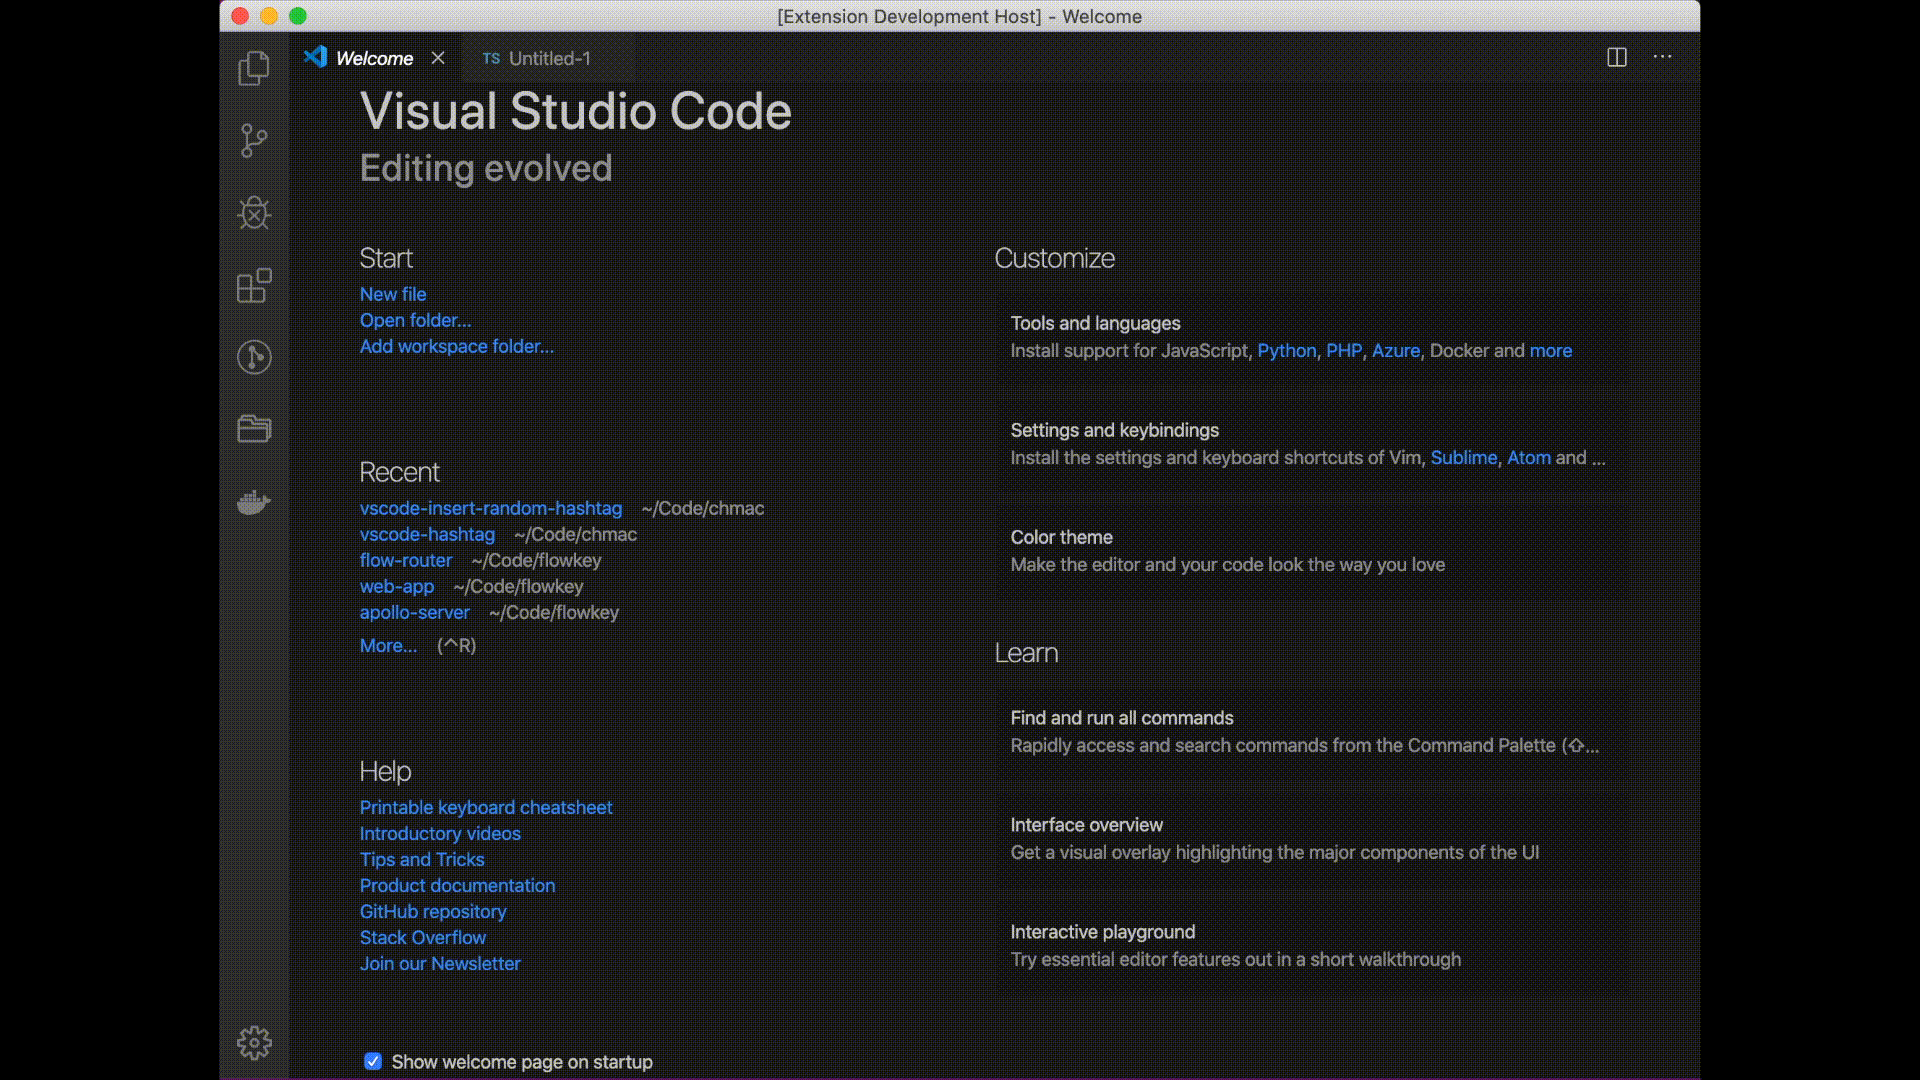 [Extension Development Host] - Welcome
Welcome
TS Untitled-1
Visual Studio Code
Editing evolved
Start
New file
Open folder...
Add workspace folder...
Recent
vscode-insert-random-hashtag ~/Code/chmac
vscode-hashtag ~/Code/chmac
flow-router ~/Code/flowkey
web-app ~/Code/flowkey
apollo-server ~/Code/flowkey
More... (^R)
Help
Printable keyboard cheatsheet
Introductory videos
Tips and Tricks
Product documentation
GitHub repository
Stack Overflow
Join our Newsletter
Show welcome page on startup
Customize
Tools and languages
Install support for JavaScript, Python, PHP, Azure, Docker and more
Settings and keybindings
Install the settings and keyboard shortcuts of Vim, Sublime, Atom and ...
Color theme
Make the editor and your code look the way you love
Learn
Find and run all commands
Rapidly access and search commands from the Command Palette (⇧...
Interface overview
Get a visual overlay highlighting the major components of the UI
Interactive playground
Try essential editor features out in a short walkthrough